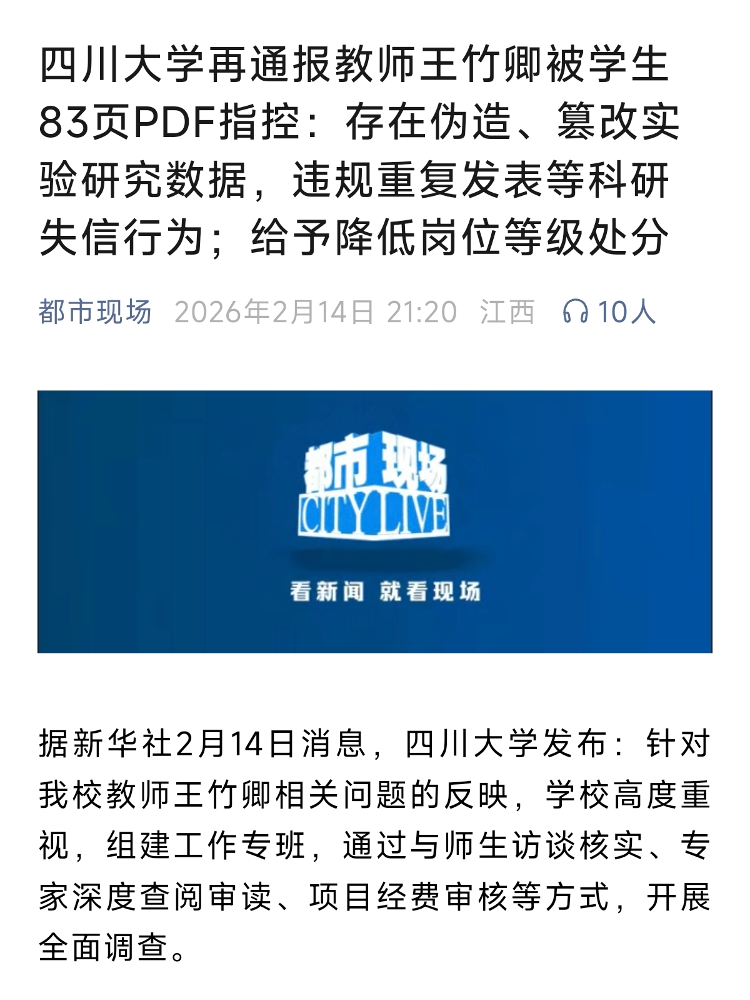 四川大学再通报教师王竹卿被学生
83页PDF指控：存在伪造、篡改实
验研究数据，违规重复发表等科研
失信行为；给予降低岗位等级处分
都市现场 2026年2月14日 21:20 江西 10人
都市现场
CITY LIVE
看新闻 就看现场
据新华社2月14日消息，四川大学发布：针对
我校教师王竹卿相关问题的反映，学校高度重
视，组建工作专班，通过与师生访谈核实、专
家深度查阅审读、项目经费审核等方式，开展
全面调查。